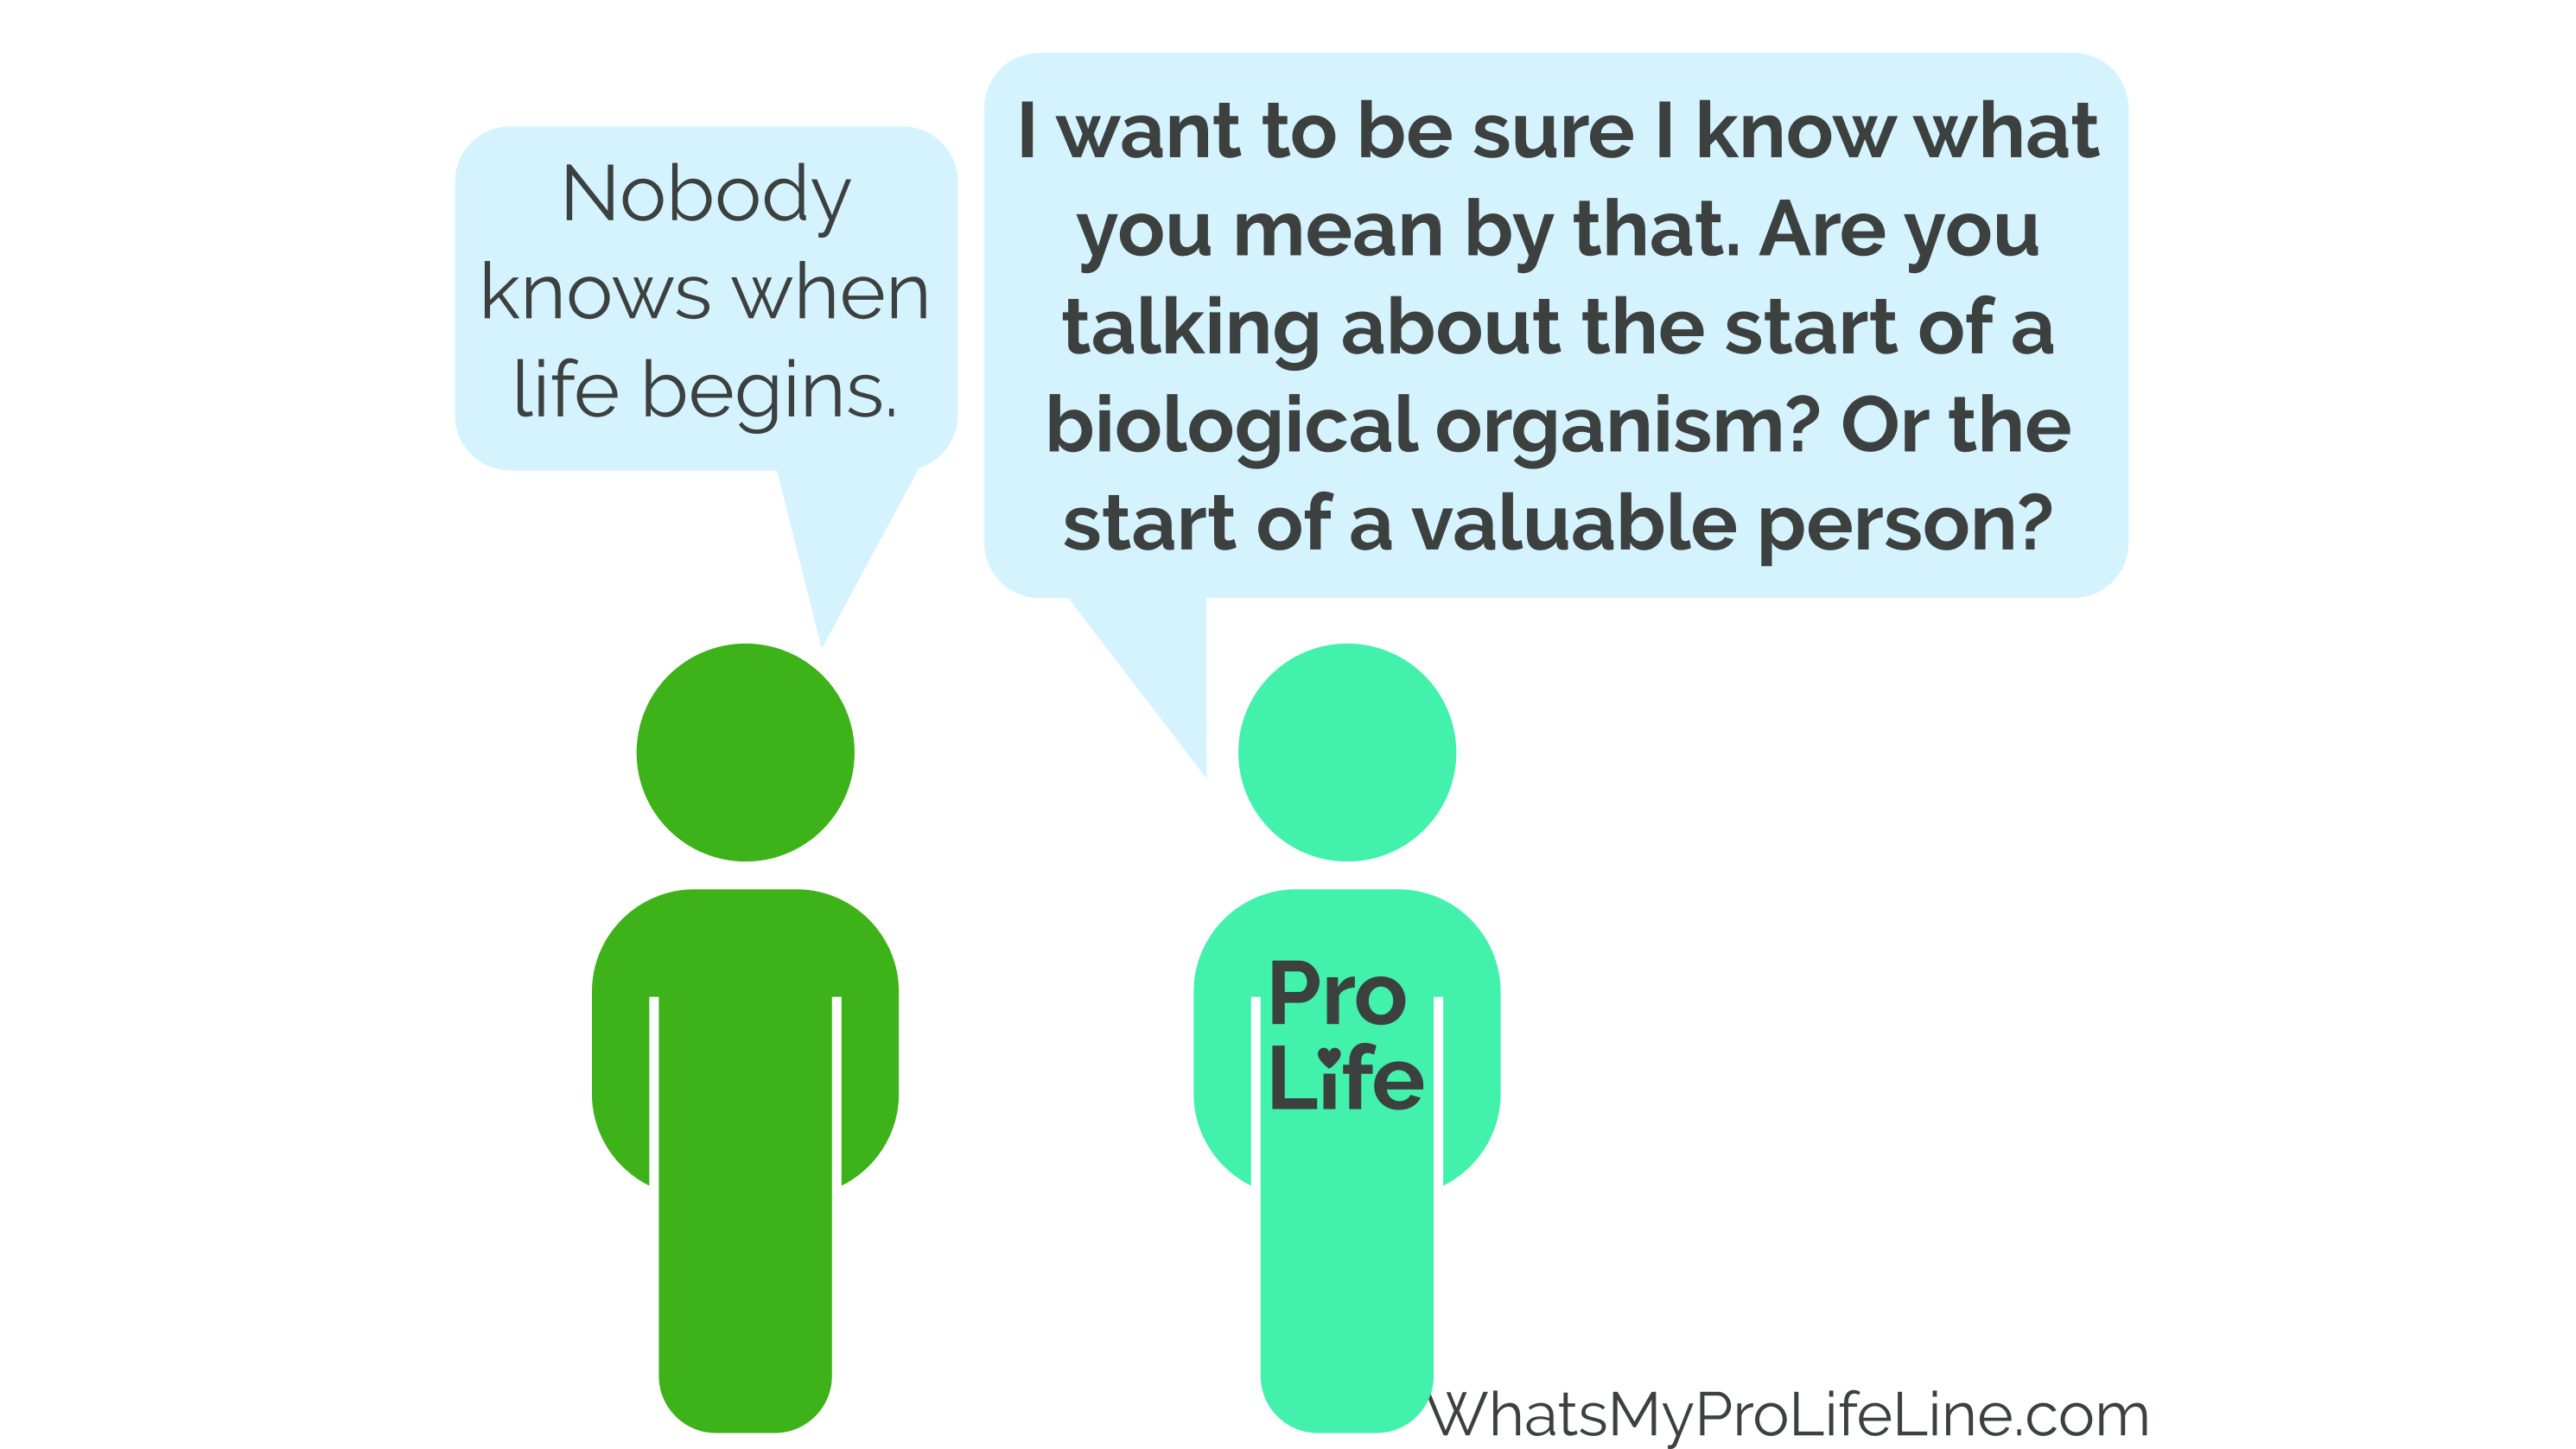 Nobody
knows when
life begins.
I want to be sure I know what
you mean by that. Are you
talking about the start of a
biological organism? Or the
start of a valuable person?
Pro
Life
WhatsMyProLifeLine.com